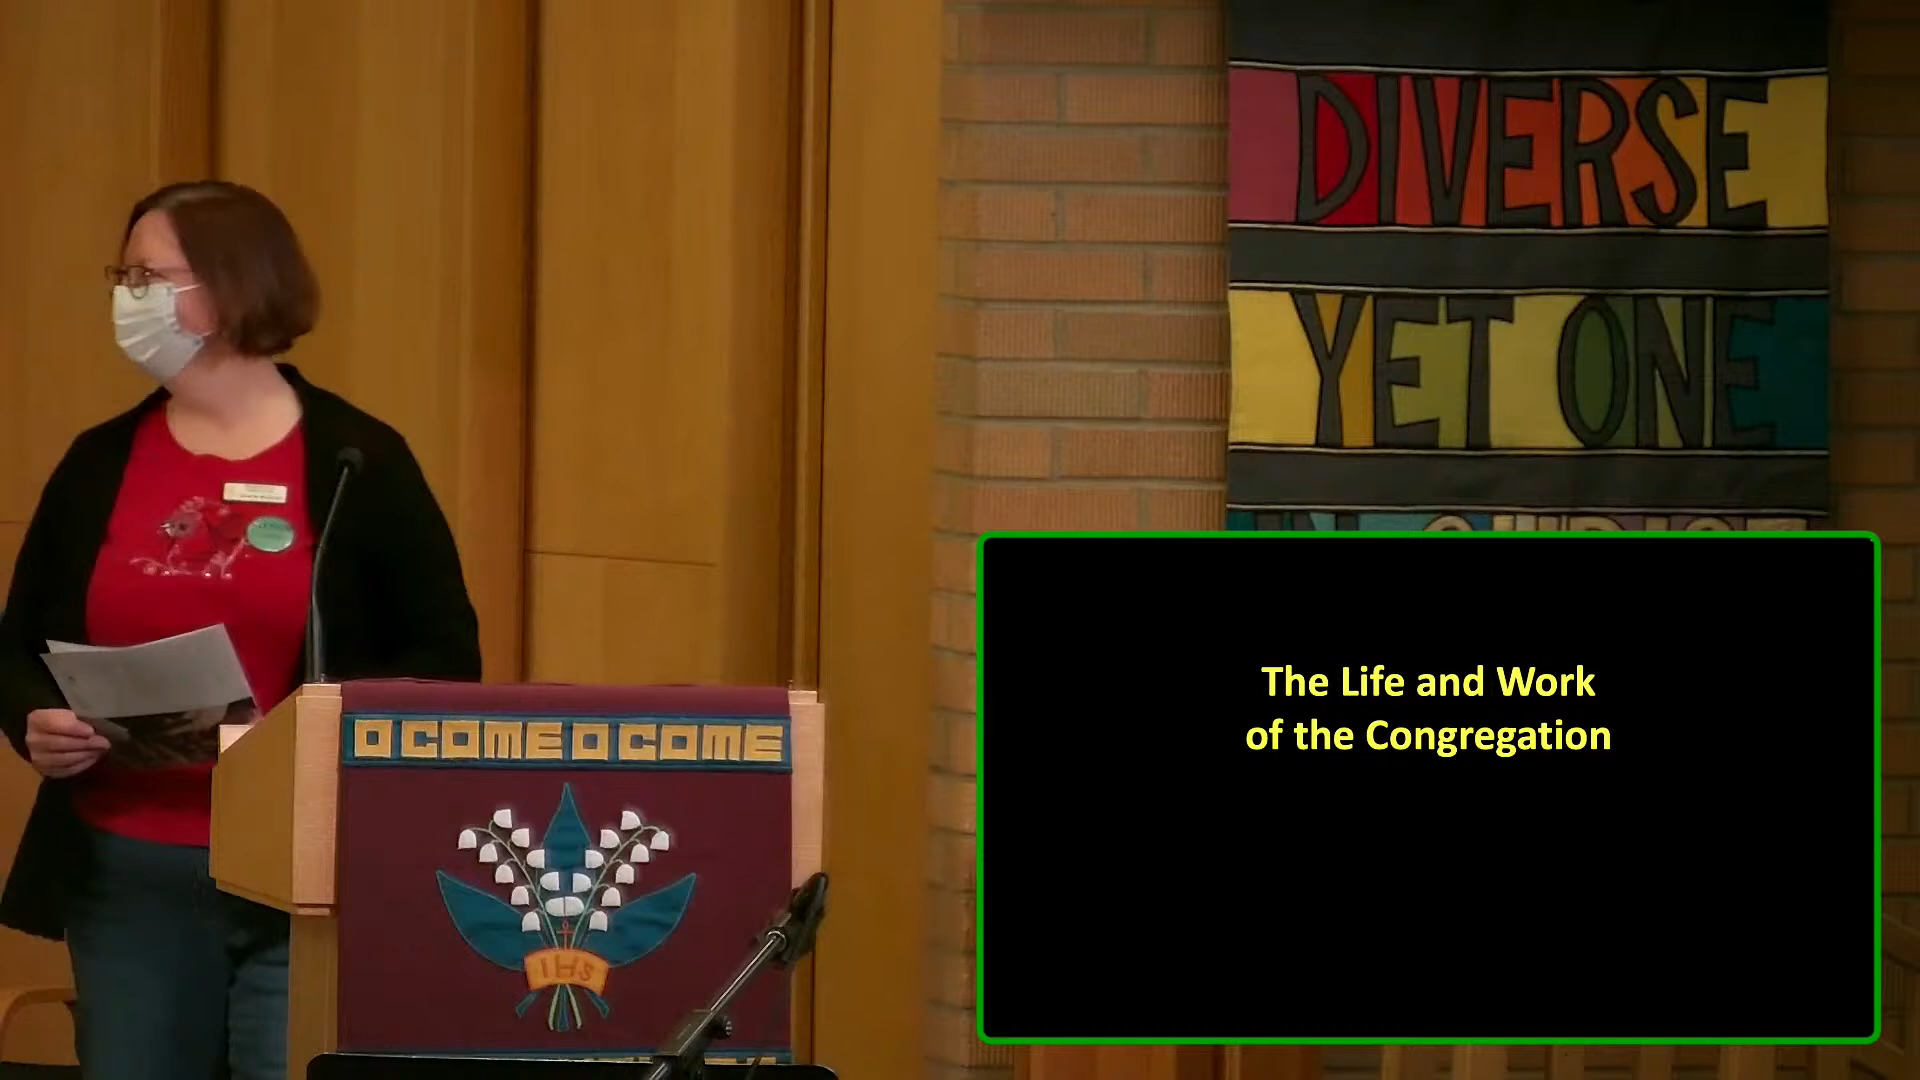 DIVERSE
YET ONE
O COME O COME
IHS
The Life and Work
of the Congregation